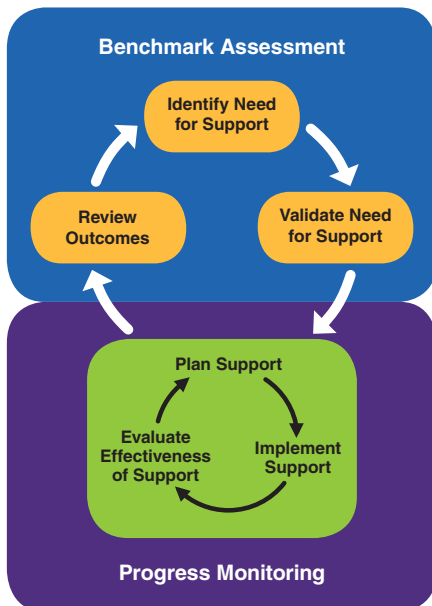 Benchmark Assessment
Identify Need
for Support
Review
Outcomes
Validate Need
for Support
Plan Support
Evaluate
Effectiveness
of Support
Implement
Support
Progress Monitoring